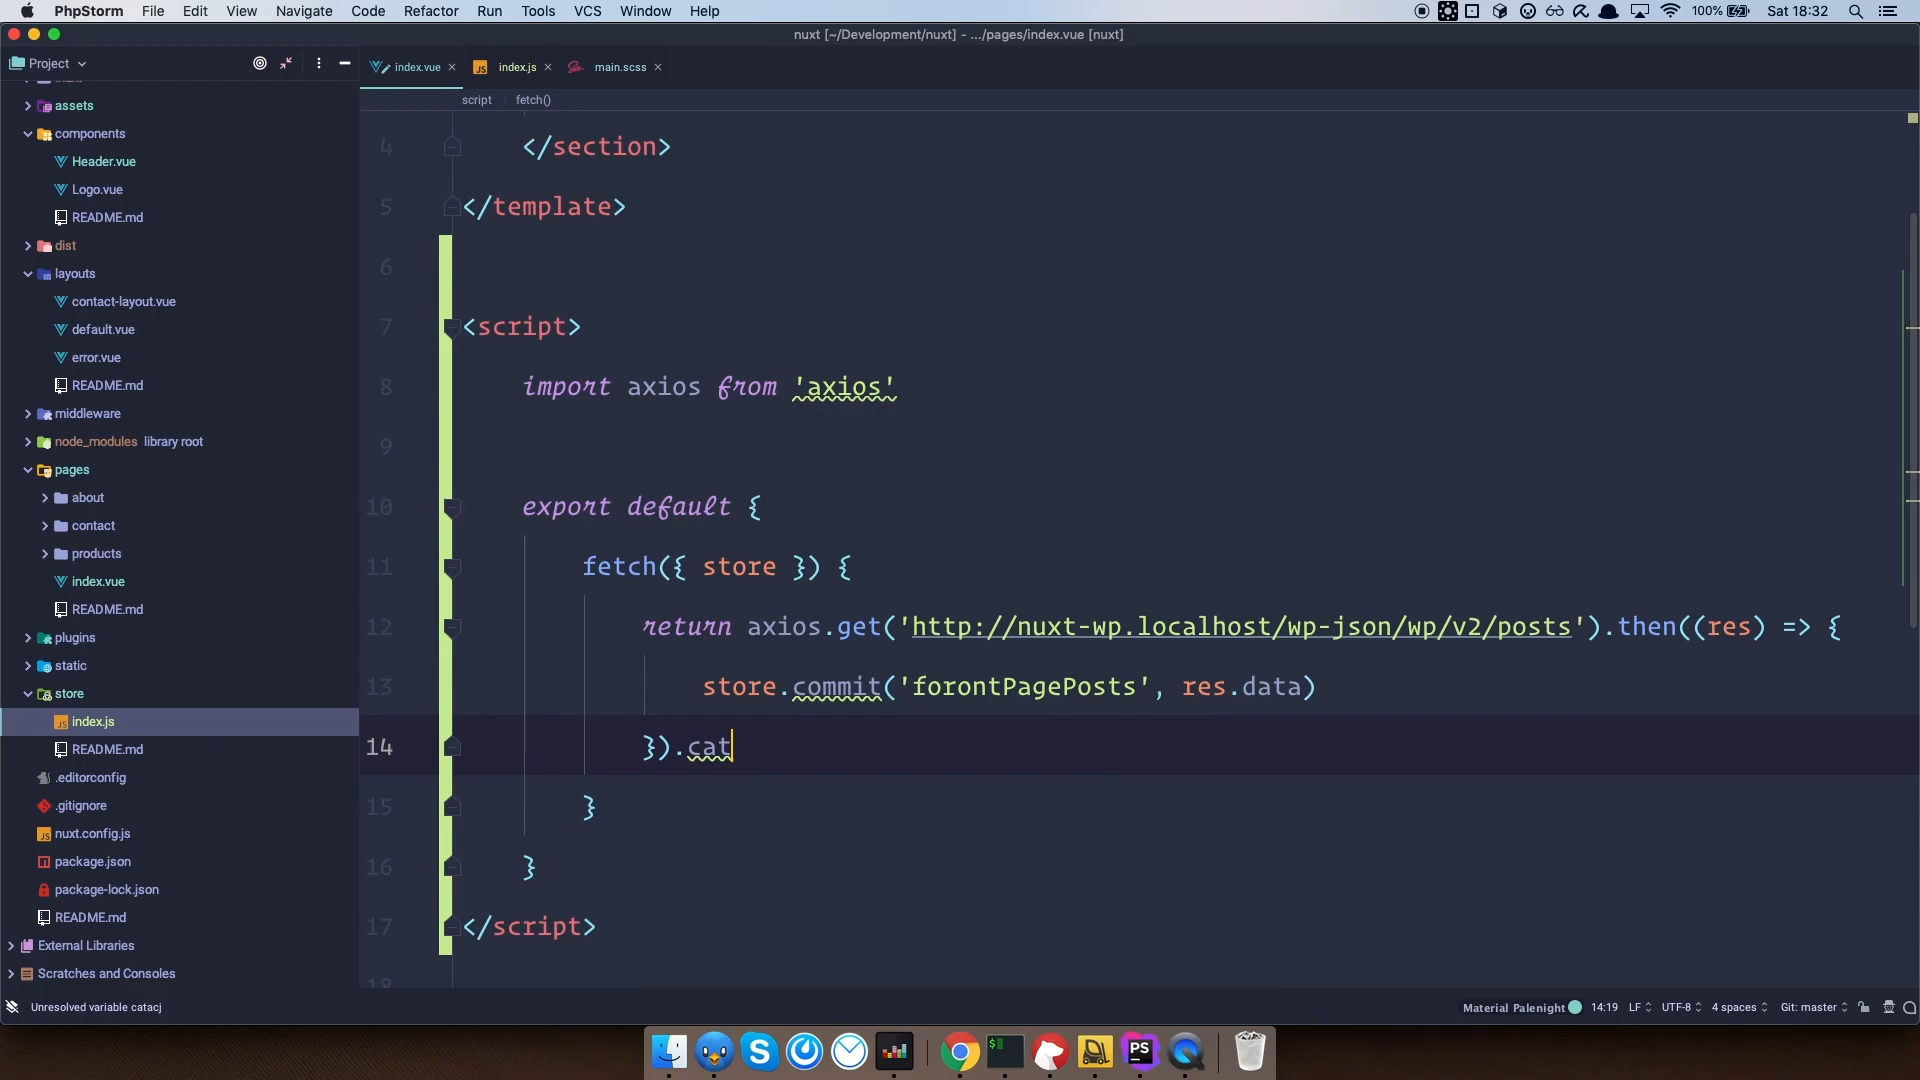 PhpStorm File Edit View Navigate Code Refactor Run Tools VCS Window Help 100% Sat 18:32
nuxt [~/Development/nuxt] - .../pages/index.vue [nuxt]
Project
index.vue index.js main.scss
script fetch()
assets
components
Header.vue
Logo.vue
README.md
dist
layouts
contact-layout.vue
default.vue
error.vue
README.md
middleware
node_modules library root
pages
about
contact
products
index.vue
README.md
plugins
static
store
index.js
README.md
.editorconfig
.gitignore
nuxt.config.js
package.json
package-lock.json
README.md
External Libraries
Scratches and Consoles
4 </section>
5 </template>
6
7 <script>
8 import axios from 'axios'
9
10 export default {
11 fetch({ store }) {
12 return axios.get('http://nuxt-wp.localhost/wp-json/wp/v2/posts').then((res) => {
13 store.commit('forontPagePosts', res.data)
14 }).cat
15 }
16 }
17 </script>
18
Unresolved variable catacj Material Palenight 14:19 LF UTF-8 4 spaces Git: master
$
PS